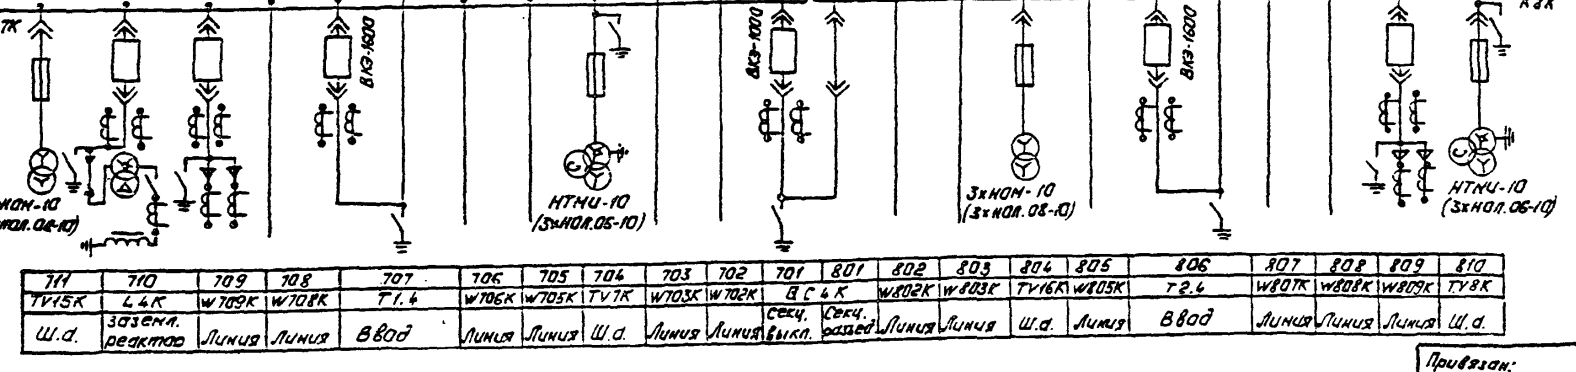 7К
ВКЭ-1600
ВКЭ-1000
ВКЭ-1600
К8К
НОМ-10
НОЛ.08-10)
НТМИ-10
(3хНОЛ.06-10)
3хНОМ-10
(3хНОЛ.08-10)
НТМИ-10
(3хНОЛ.06-10)
711 710 709 708 707 706 705 704 703 702 701 801 802 803 804 805 806 807 808 809 810
TV15K L4K W709K W708K T1.4 W706K W705K TV7K W703K W702K QC4K W802K W803K TV16K W805K T2.4 W807K W808K W809K TV8K
Ш.а. заземл. реактор Линия Линия Ввод Линия Линия Ш.а. Линия Линия Секц. выкл. Секц. разъед Линия Линия Ш.а. Линия Ввод Линия Линия Линия Ш.а.
Привязан: